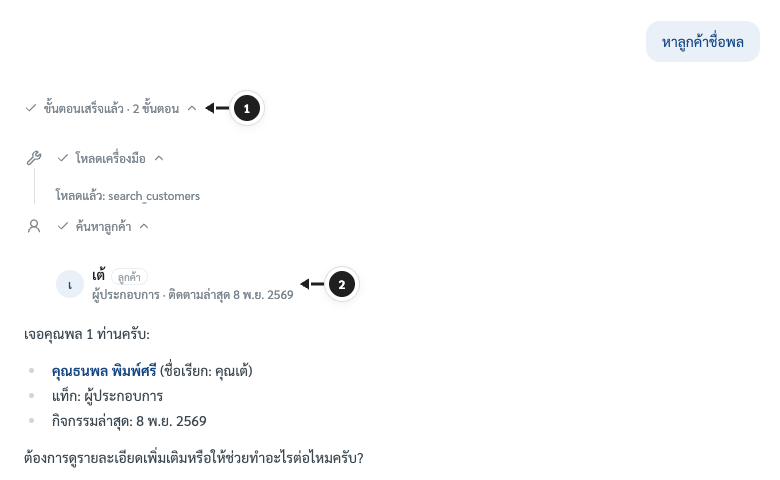 หาลูกค้าชื่อพล
ขั้นตอนเสร็จแล้ว · 2 ขั้นตอน
1
โหลดเครื่องมือ
โหลดแล้ว: search_customers
ค้นหาลูกค้า
เ
เต้ ลูกค้า
ผู้ประกอบการ · ติดตามล่าสุด 8 พ.ย. 2569
2
เจอคุณพล 1 ท่านครับ:
คุณธนพล พิมพ์ศรี (ชื่อเรียก: คุณเต้)
แท็ก: ผู้ประกอบการ
กิจกรรมล่าสุด: 8 พ.ย. 2569
ต้องการดูรายละเอียดเพิ่มเติมหรือให้ช่วยทำอะไรต่อไหมครับ?